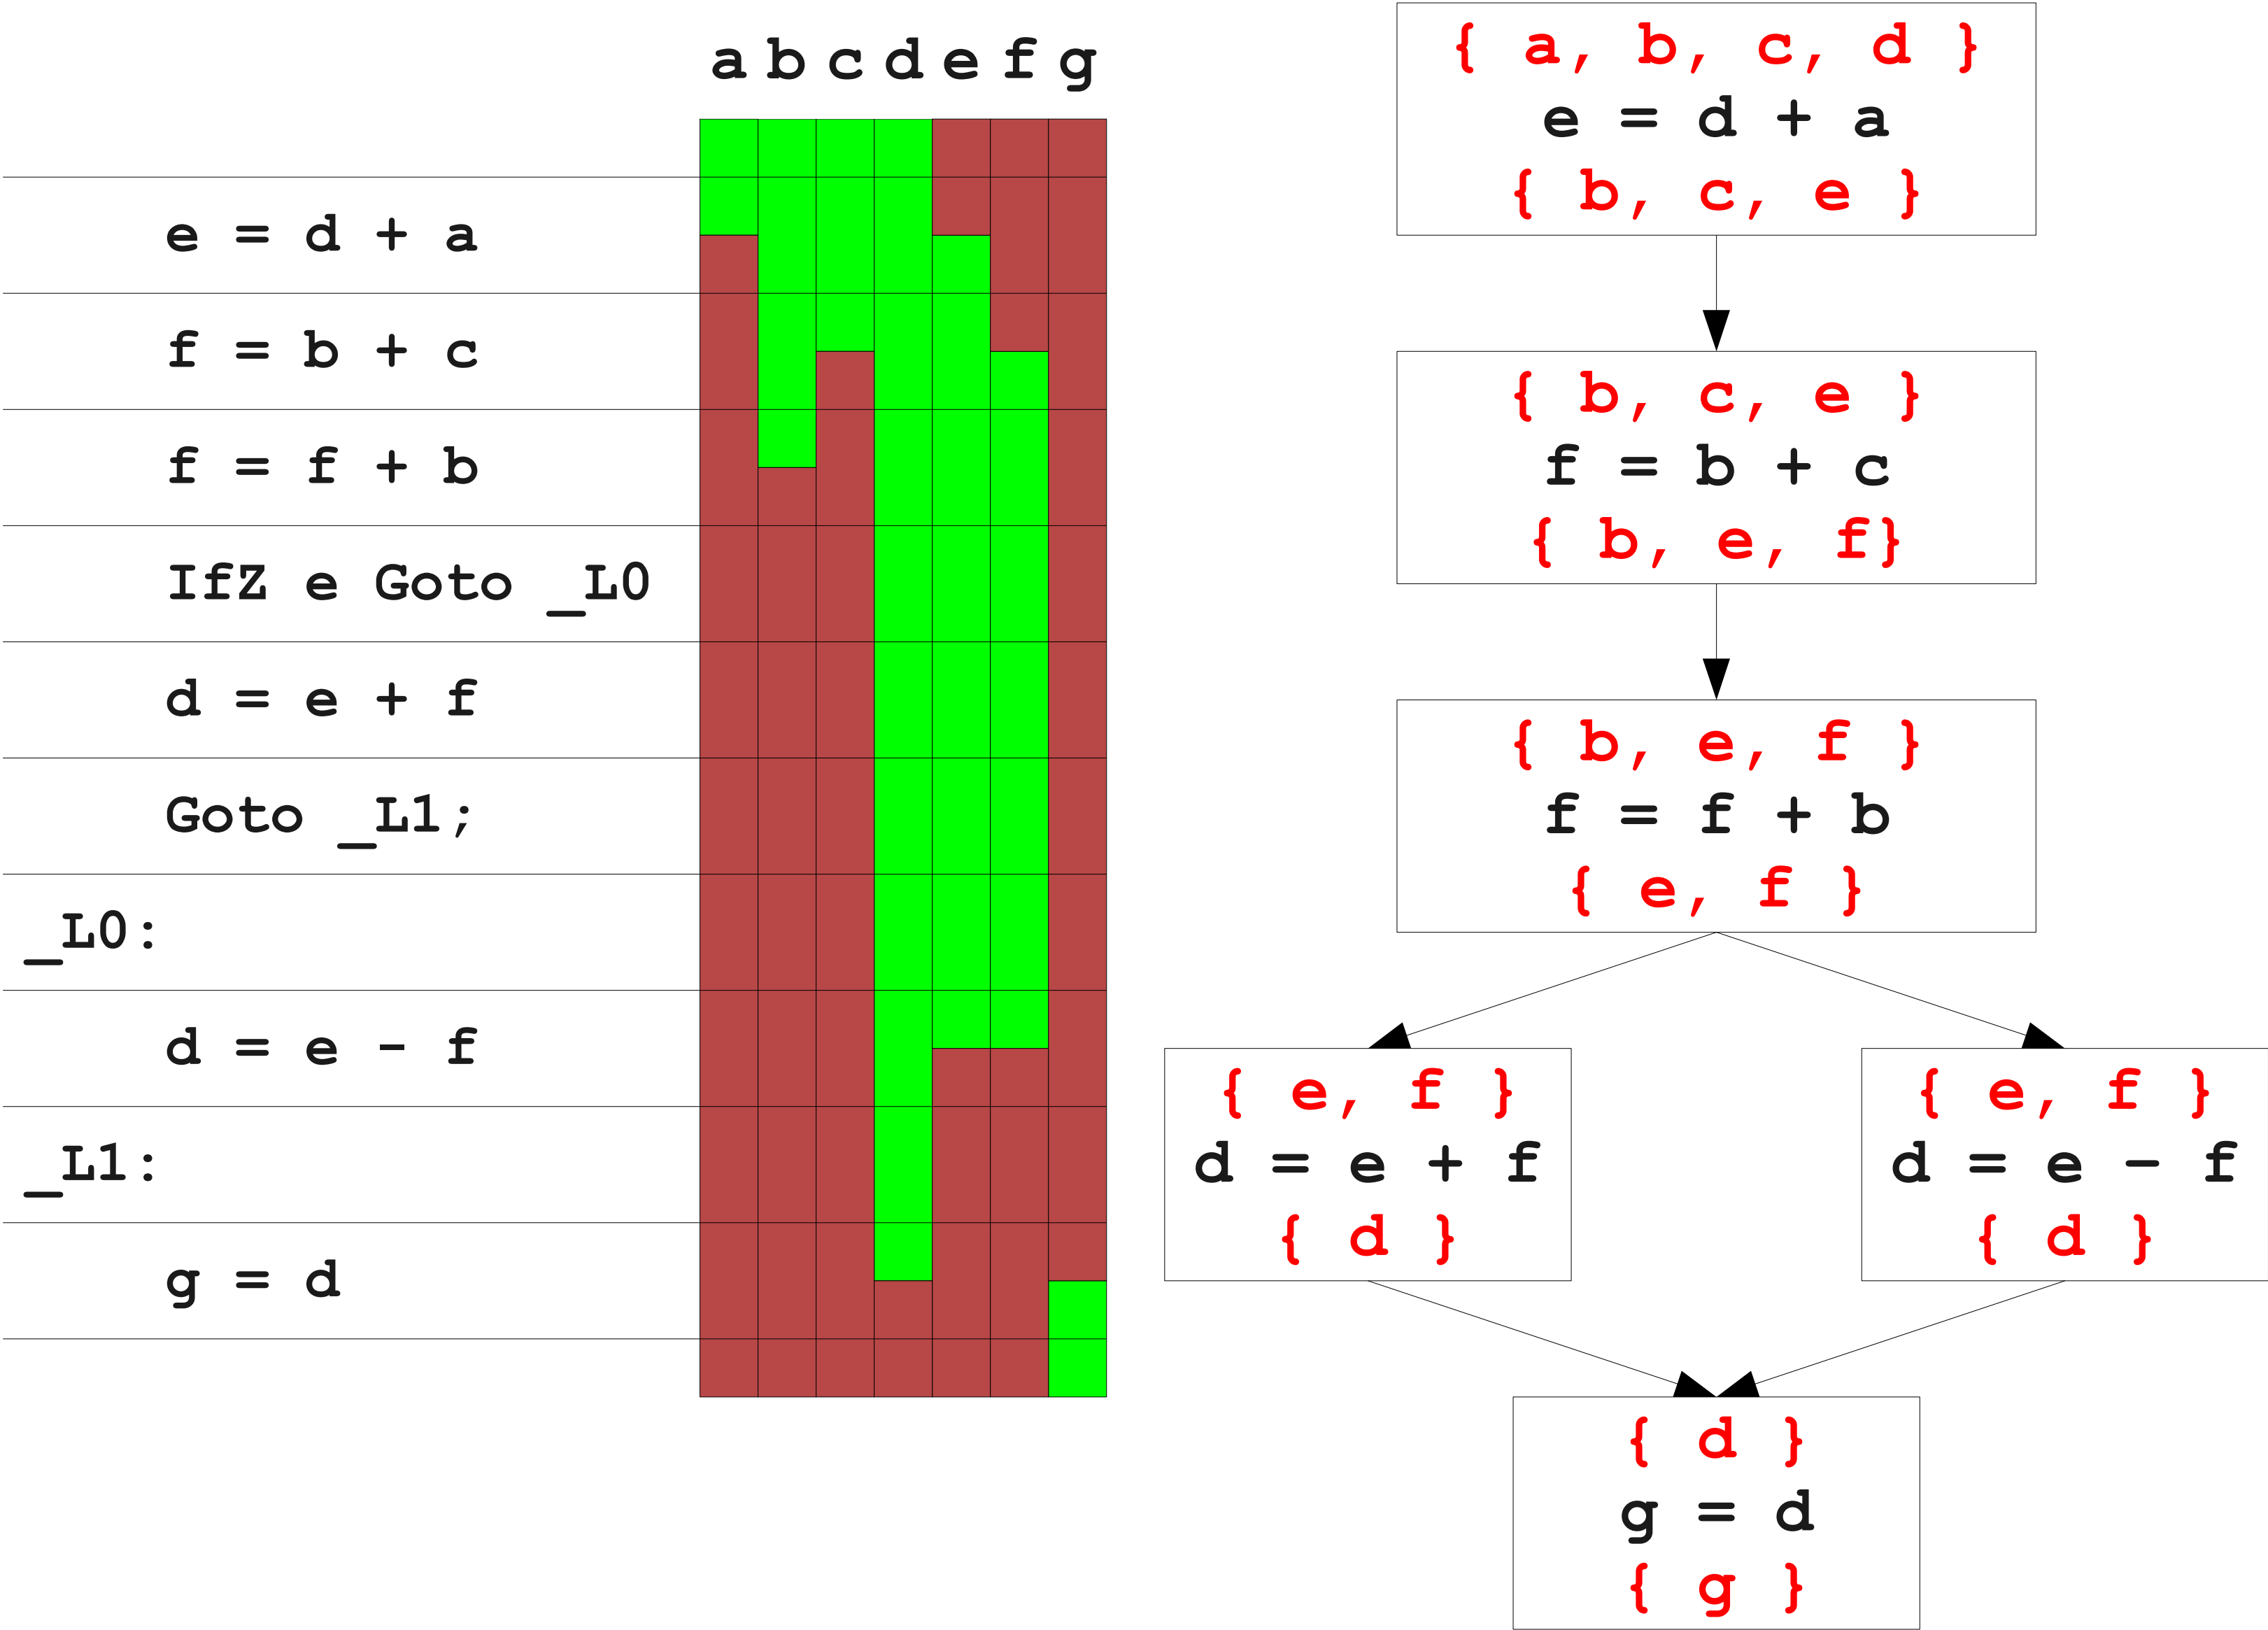 a b c d e f g
e = d + a
f = b + c
f = f + b
IfZ e Goto _L0
d = e + f
Goto _L1;
_L0:
d = e - f
_L1:
g = d
{ a, b, c, d }
e = d + a
{ b, c, e }
{ b, c, e }
f = b + c
{ b, e, f}
{ b, e, f }
f = f + b
{ e, f }
{ e, f }
d = e + f
{ d }
{ e, f }
d = e - f
{ d }
{ d }
g = d
{ g }